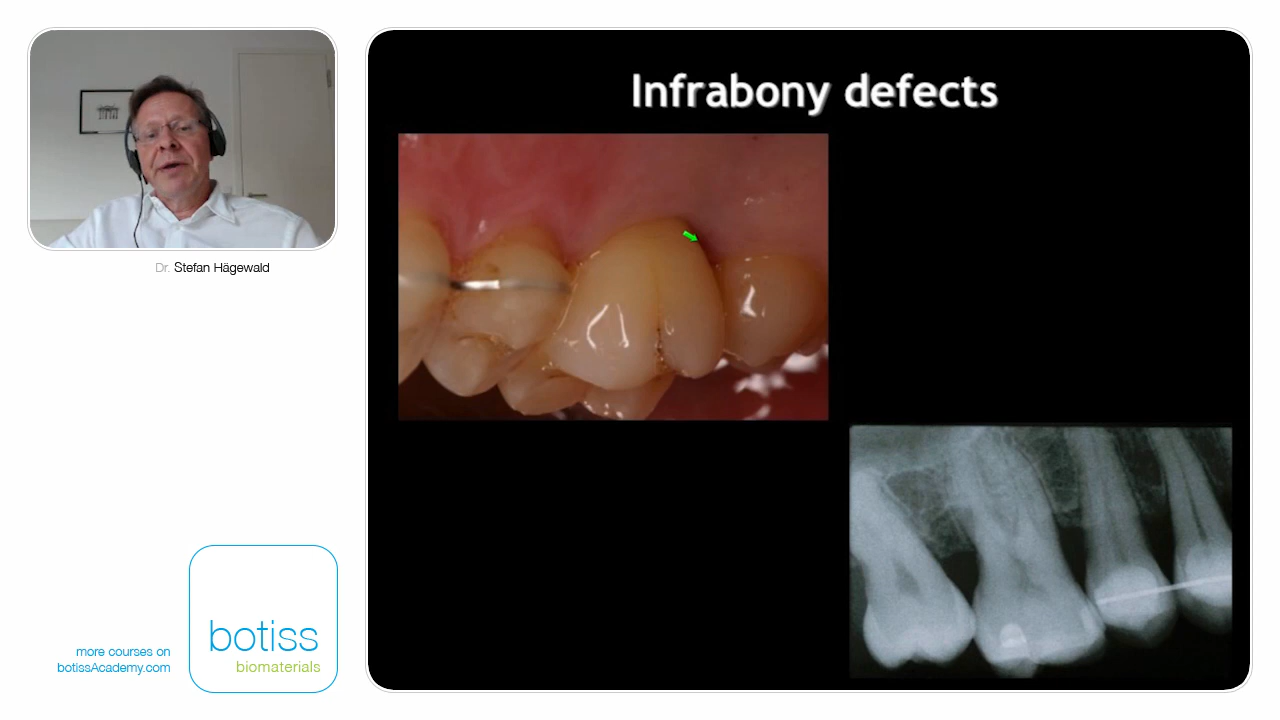 Infrabony defects
Dr. Stefan Hägewald
botiss
biomaterials
more courses on
botissAcademy.com